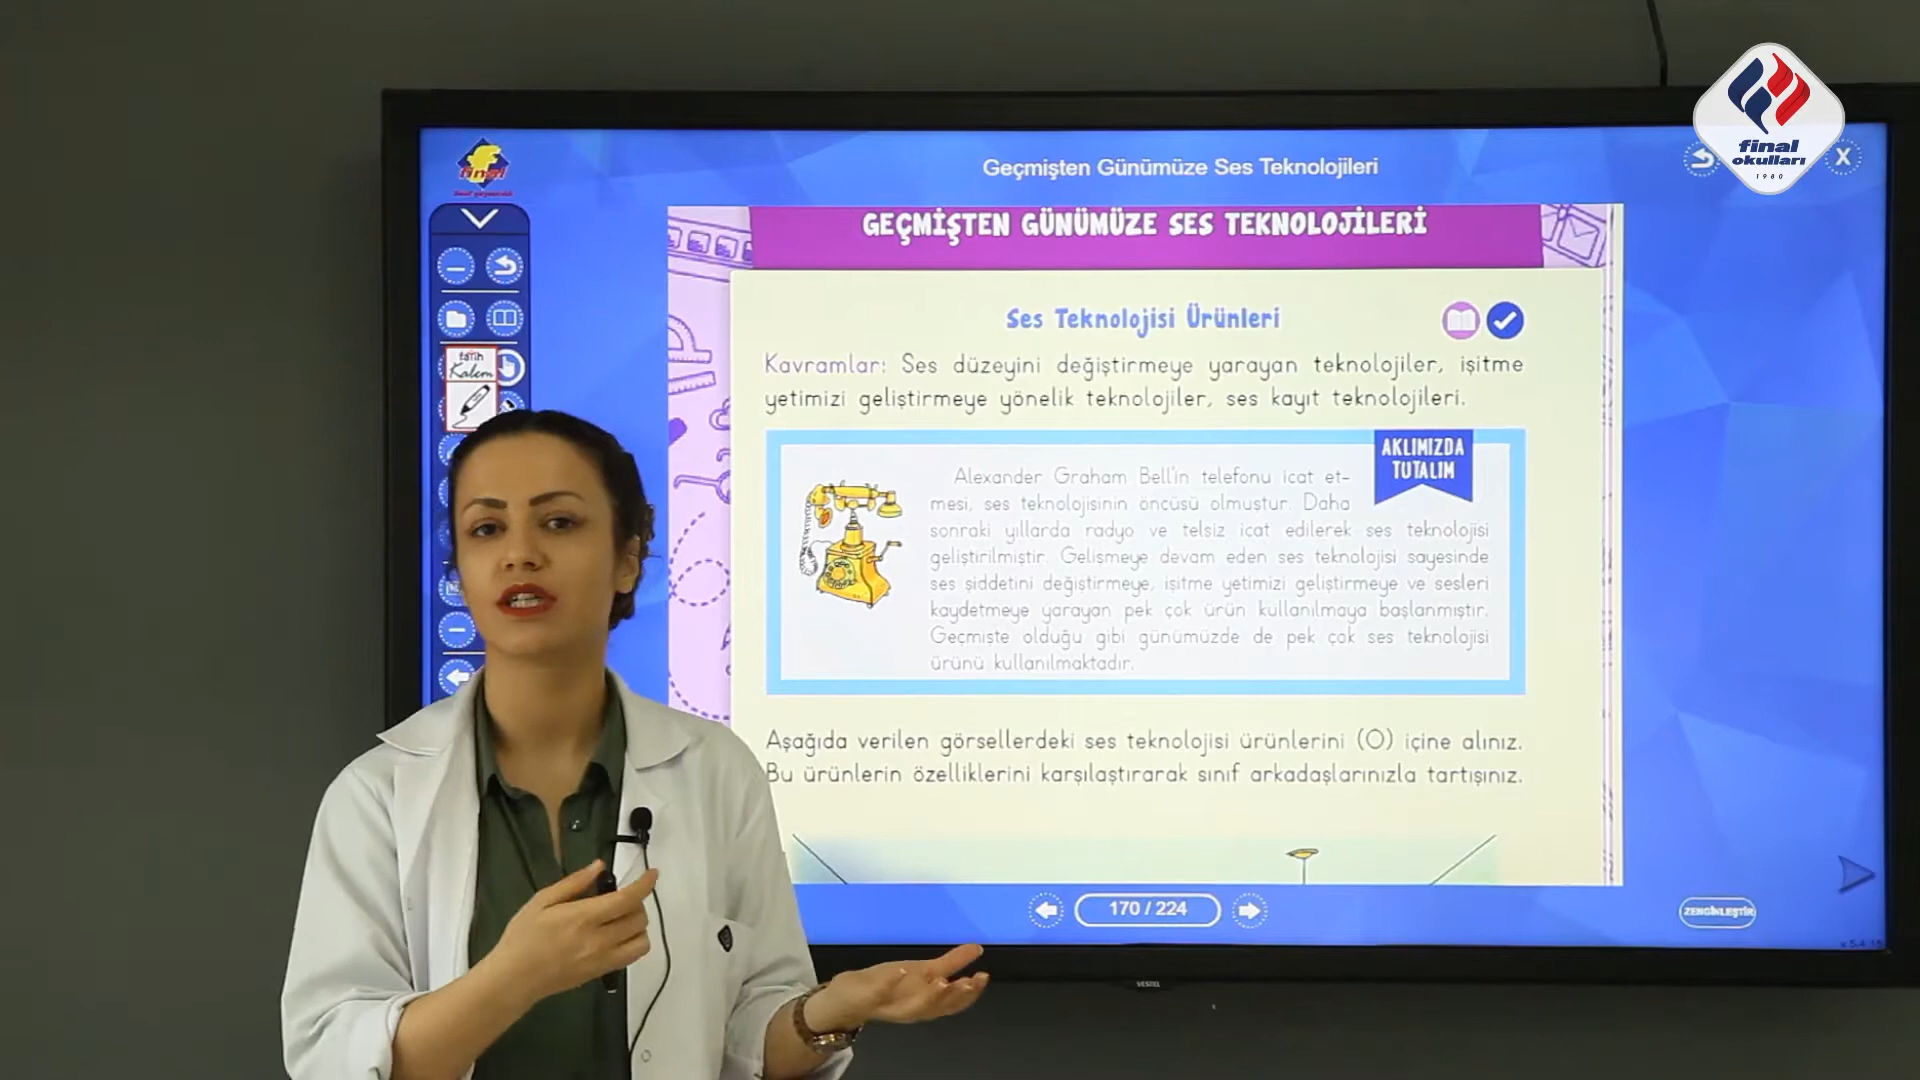 final
okulları
1980
final
Geçmişten Günümüze Ses Teknolojileri
X
GEÇMİŞTEN GÜNÜMÜZE SES TEKNOLOJİLERİ
Ses Teknolojisi Ürünleri
Kavramlar: Ses düzeyini değiştirmeye yarayan teknolojiler, işitme
yetimizi geliştirmeye yönelik teknolojiler, ses kayıt teknolojileri.
AKLIMIZDA
TUTALIM
Alexander Graham Bell'in telefonu icat et-
mesi, ses teknolojisinin öncüsü olmuştur. Daha
sonraki yıllarda radyo ve telsiz icat edilerek ses teknolojisi
geliştirilmiştir. Gelişmeye devam eden ses teknolojisi sayesinde
ses şiddetini değiştirmeye, işitme yetimizi geliştirmeye ve sesleri
kaydetmeye yarayan pek çok ürün kullanılmaya başlanmıştır.
Geçmişte olduğu gibi günümüzde de pek çok ses teknolojisi
ürünü kullanılmaktadır.
Aşağıda verilen görsellerdeki ses teknolojisi ürünlerini (O) içine alınız.
Bu ürünlerin özelliklerini karşılaştırarak sınıf arkadaşlarınızla tartışınız.
fatih
Kalem
170 / 224
ZENGİNLEŞTİR
VESTEL